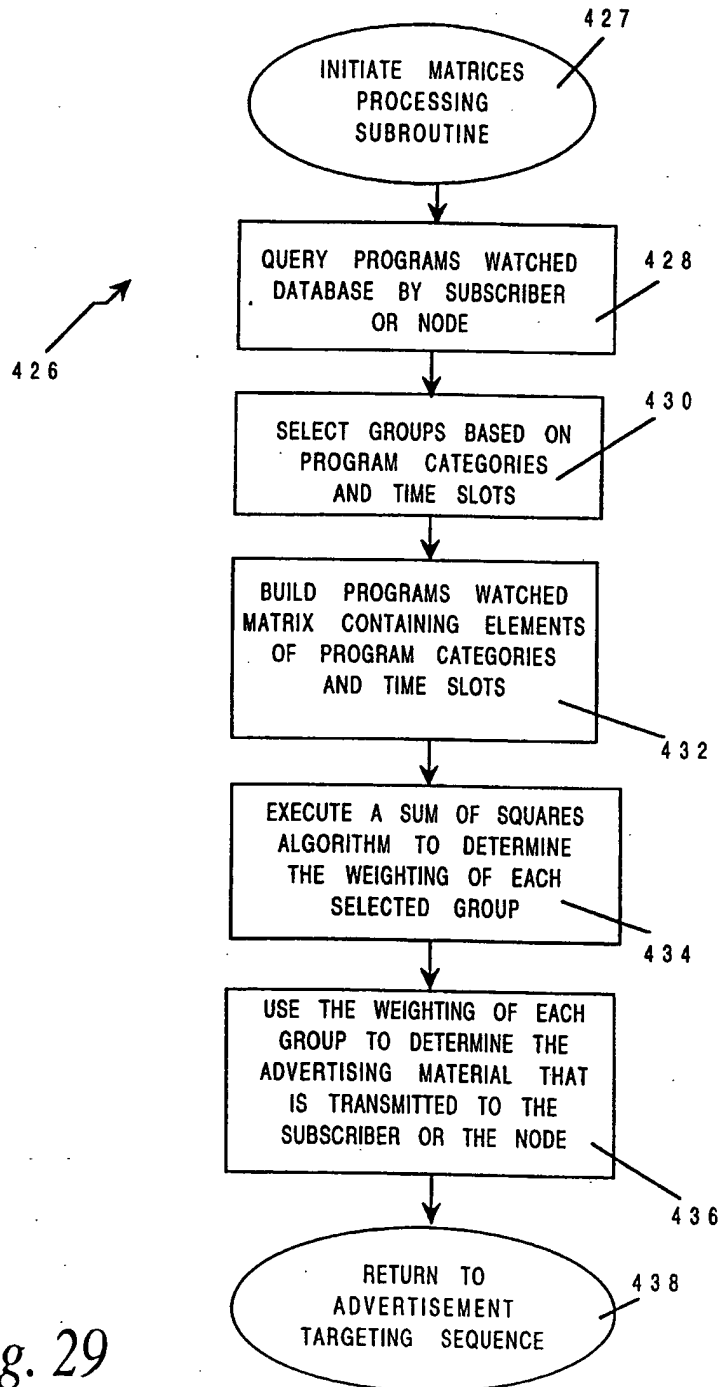 427
INITIATE MATRICES
PROCESSING
SUBROUTINE
QUERY PROGRAMS WATCHED
DATABASE BY SUBSCRIBER
OR NODE
428
426
SELECT GROUPS BASED ON
PROGRAM CATEGORIES
AND TIME SLOTS
430
BUILD PROGRAMS WATCHED
MATRIX CONTAINING ELEMENTS
OF PROGRAM CATEGORIES
AND TIME SLOTS
432
EXECUTE A SUM OF SQUARES
ALGORITHM TO DETERMINE
THE WEIGHTING OF EACH
SELECTED GROUP
434
USE THE WEIGHTING OF EACH
GROUP TO DETERMINE THE
ADVERTISING MATERIAL THAT
IS TRANSMITTED TO THE
SUBSCRIBER OR THE NODE
436
RETURN TO
ADVERTISEMENT
TARGETING SEQUENCE
438
g. 29